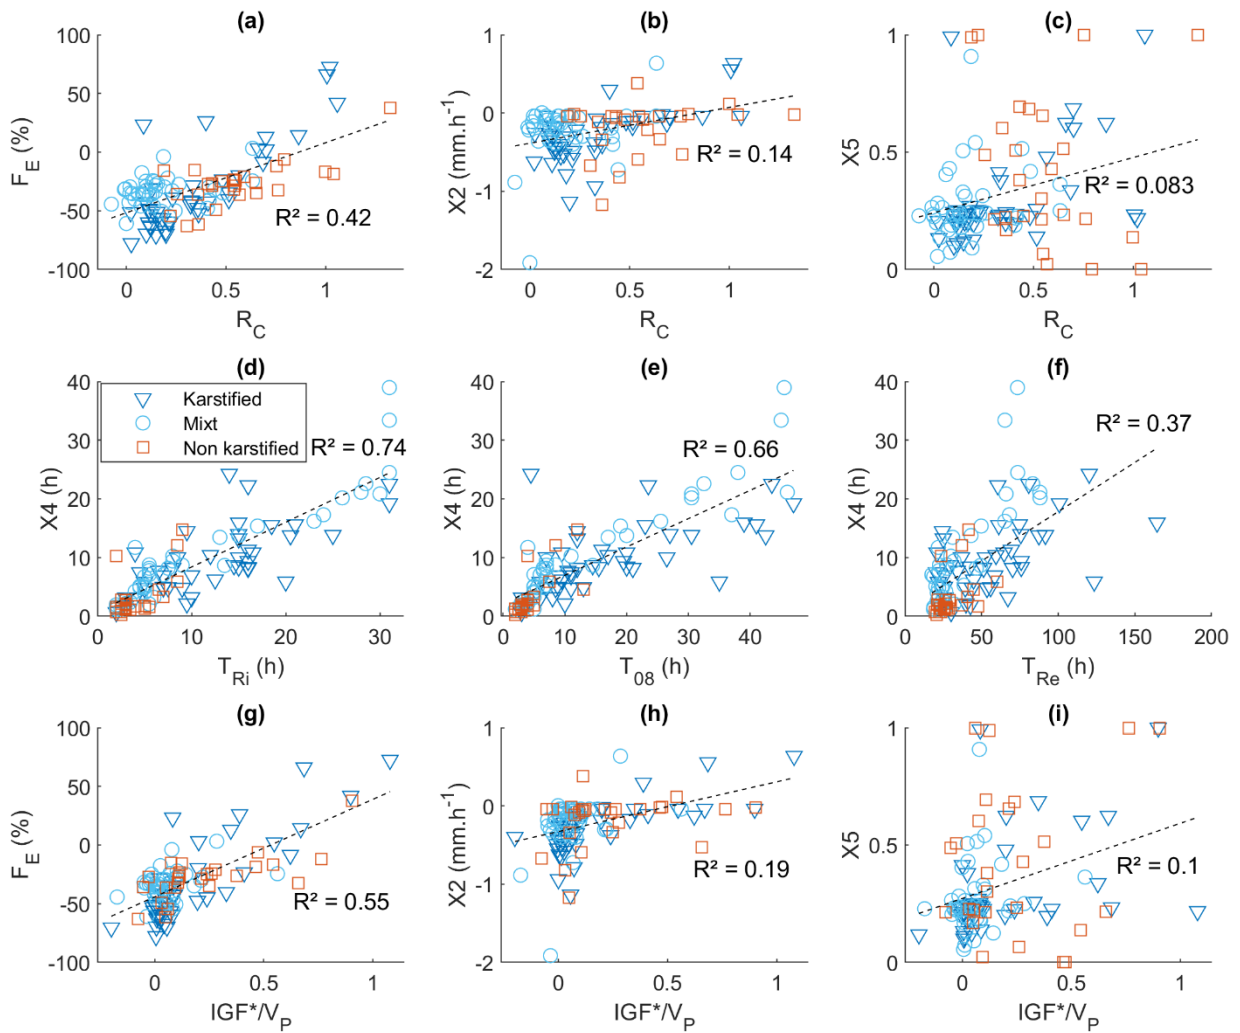 (a)
100
50
0
-50
-100
F_E (%)
R² = 0.42
0
0.5
1
R_C
(b)
1
0
-1
-2
X2 (mm.h⁻¹)
R² = 0.14
0
0.5
1
R_C
(c)
1
0.5
0
X5
R² = 0.083
0
0.5
1
R_C
(d)
40
30
20
10
0
X4 (h)
Karstified
Mixt
Non karstified
R² = 0.74
0
10
20
30
T_Ri (h)
(e)
40
30
20
10
0
X4 (h)
R² = 0.66
0
10
20
30
40
T_08 (h)
(f)
40
30
20
10
0
X4 (h)
R² = 0.37
0
50
100
150
200
T_Re (h)
(g)
100
50
0
-50
-100
F_E (%)
R² = 0.55
0
0.5
1
IGF*/V_P
(h)
1
0
-1
-2
X2 (mm.h⁻¹)
R² = 0.19
0
0.5
1
IGF*/V_P
(i)
1
0.5
0
X5
R² = 0.1
0
0.5
1
IGF*/V_P